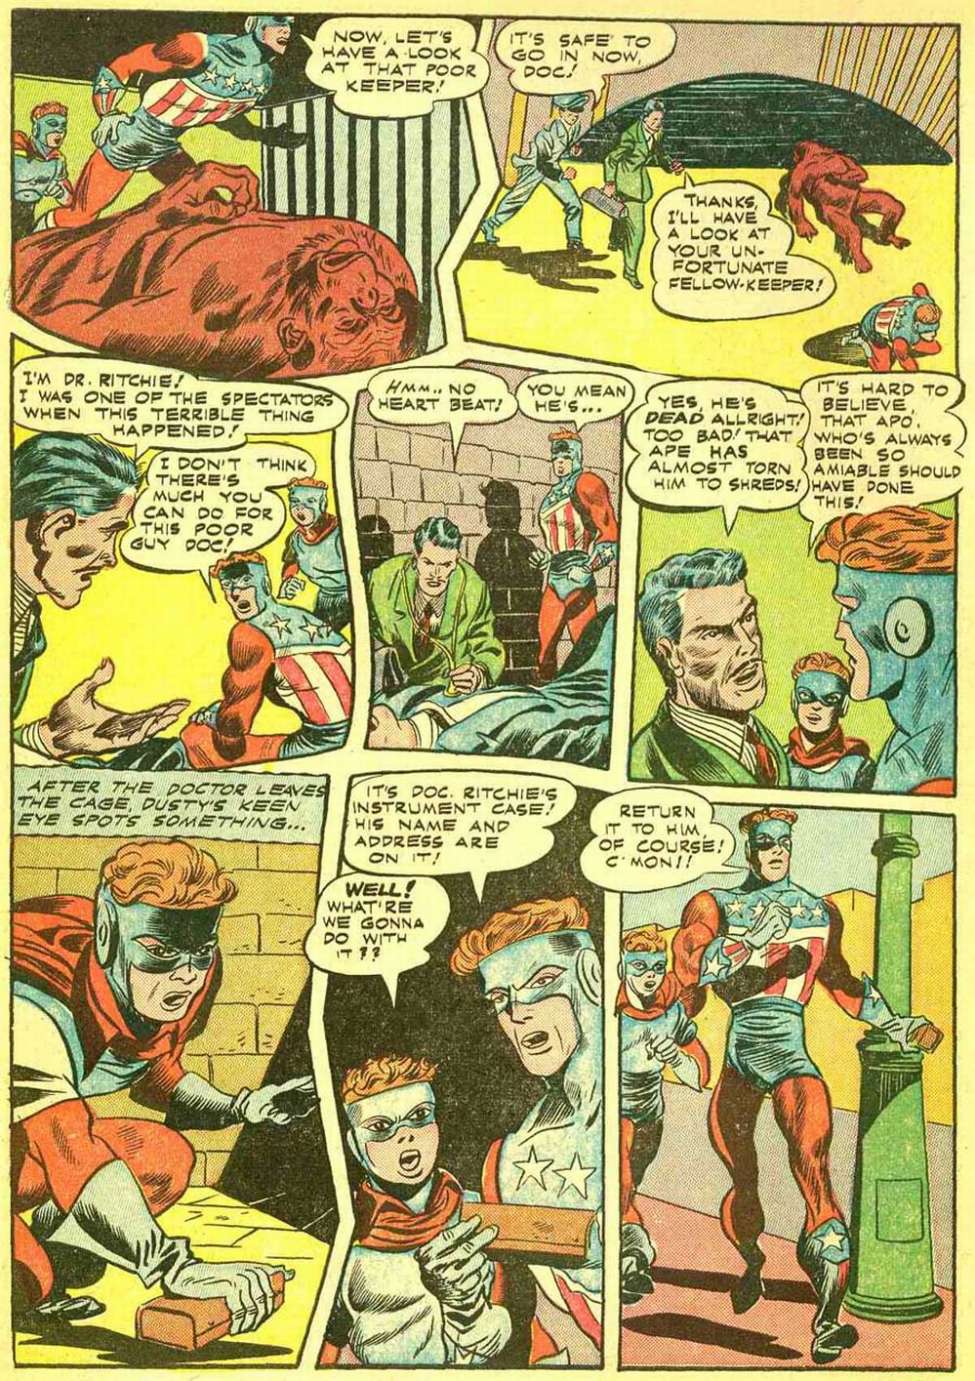 NOW, LET'S
HAVE A LOOK
AT THAT POOR
KEEPER!
IT'S SAFE TO
GO IN NOW,
DOC!
THANKS,
I'LL HAVE
A LOOK AT
YOUR UN-
FORTUNATE
FELLOW-KEEPER!
I'M DR. RITCHIE!
I WAS ONE OF THE SPECTATORS
WHEN THIS TERRIBLE THING
HAPPENED!
I DON'T THINK
THERE'S
MUCH YOU
CAN DO FOR
THIS POOR
GUY DOC!
HMM.. NO
HEART BEAT!
YOU MEAN
HE'S...
YES, HE'S
DEAD ALLRIGHT!
TOO BAD! THAT
APE HAS
ALMOST TORN
HIM TO SHREDS!
IT'S HARD TO
BELIEVE,
THAT APO,
WHO'S ALWAYS
BEEN SO
AMIABLE SHOULD
HAVE DONE
THIS!
AFTER THE DOCTOR LEAVES
THE CAGE, DUSTY'S KEEN
EYE SPOTS SOMETHING...
IT'S DOC. RITCHIE'S
INSTRUMENT CASE!
HIS NAME AND
ADDRESS ARE
ON IT!
WELL!
WHAT'RE
WE GONNA
DO WITH
IT??
RETURN
IT TO HIM,
OF COURSE!
C'MON!!